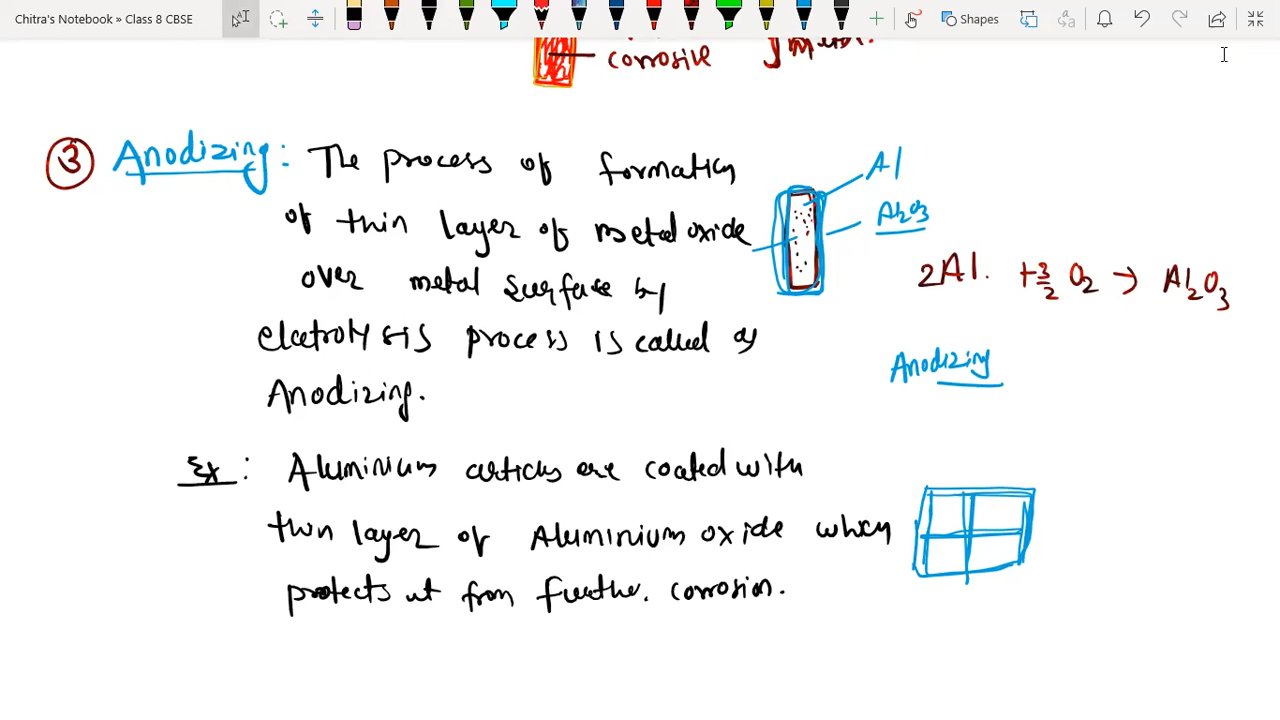 Chitra's Notebook » Class 8 CBSE
Shapes
corrosive
3 Anodizing: The process of formation
of thin layer of metal oxide
over metal surface by
electrolysis process is called as
Anodizing.
Al
Al2O3
2Al. + 3/2 O2 → Al2O3
Anodizing
Ex: Aluminium articles are coated with
thin layer of Aluminium oxide which
protects it from further. corrosion.